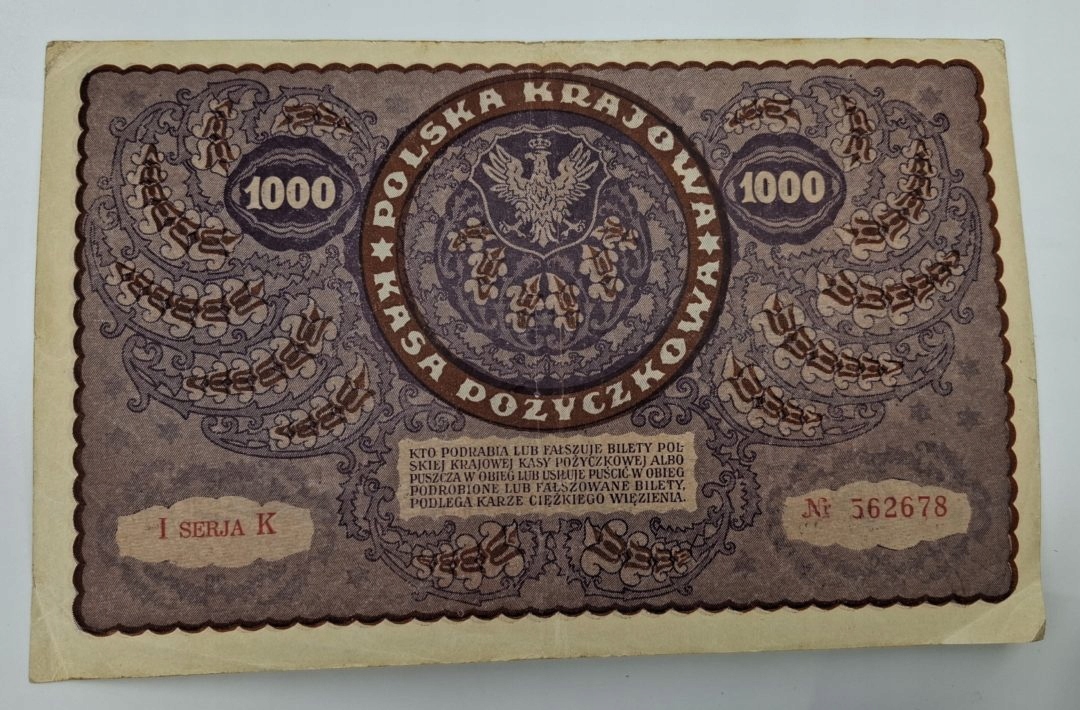 POLSKA KRAJOWA
KASA POŻYCZKOWA
1000
1000
KTO PODRABIA LUB FAŁSZUJE BILETY POL-
SKIEJ KRAJOWEJ KASY POŻYCZKOWEJ ALBO
PUSZCZA W OBIEG LUB USIŁUJE PUŚCIĆ W OBIEG
PODROBIONE LUB FAŁSZOWANE BILETY,
PODLEGA KARZE CIĘŻKIEGO WIĘZIENIA.
I SERJA K
Nr 562678